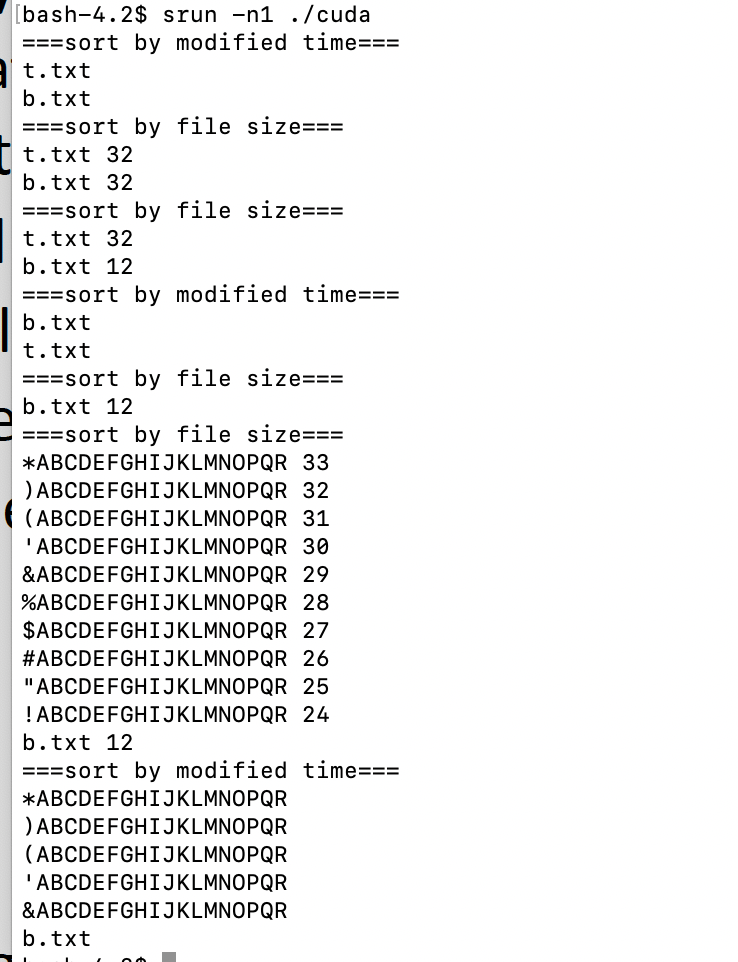 [bash-4.2$ srun -n1 ./cuda
===sort by modified time===
t.txt
b.txt
===sort by file size===
t.txt 32
b.txt 32
===sort by file size===
t.txt 32
b.txt 12
===sort by modified time===
b.txt
t.txt
===sort by file size===
b.txt 12
===sort by file size===
*ABCDEFGHIJKLMNOPQR 33
)ABCDEFGHIJKLMNOPQR 32
(ABCDEFGHIJKLMNOPQR 31
'ABCDEFGHIJKLMNOPQR 30
&ABCDEFGHIJKLMNOPQR 29
%ABCDEFGHIJKLMNOPQR 28
$ABCDEFGHIJKLMNOPQR 27
#ABCDEFGHIJKLMNOPQR 26
"ABCDEFGHIJKLMNOPQR 25
!ABCDEFGHIJKLMNOPQR 24
b.txt 12
===sort by modified time===
*ABCDEFGHIJKLMNOPQR
)ABCDEFGHIJKLMNOPQR
(ABCDEFGHIJKLMNOPQR
'ABCDEFGHIJKLMNOPQR
&ABCDEFGHIJKLMNOPQR
b.txt